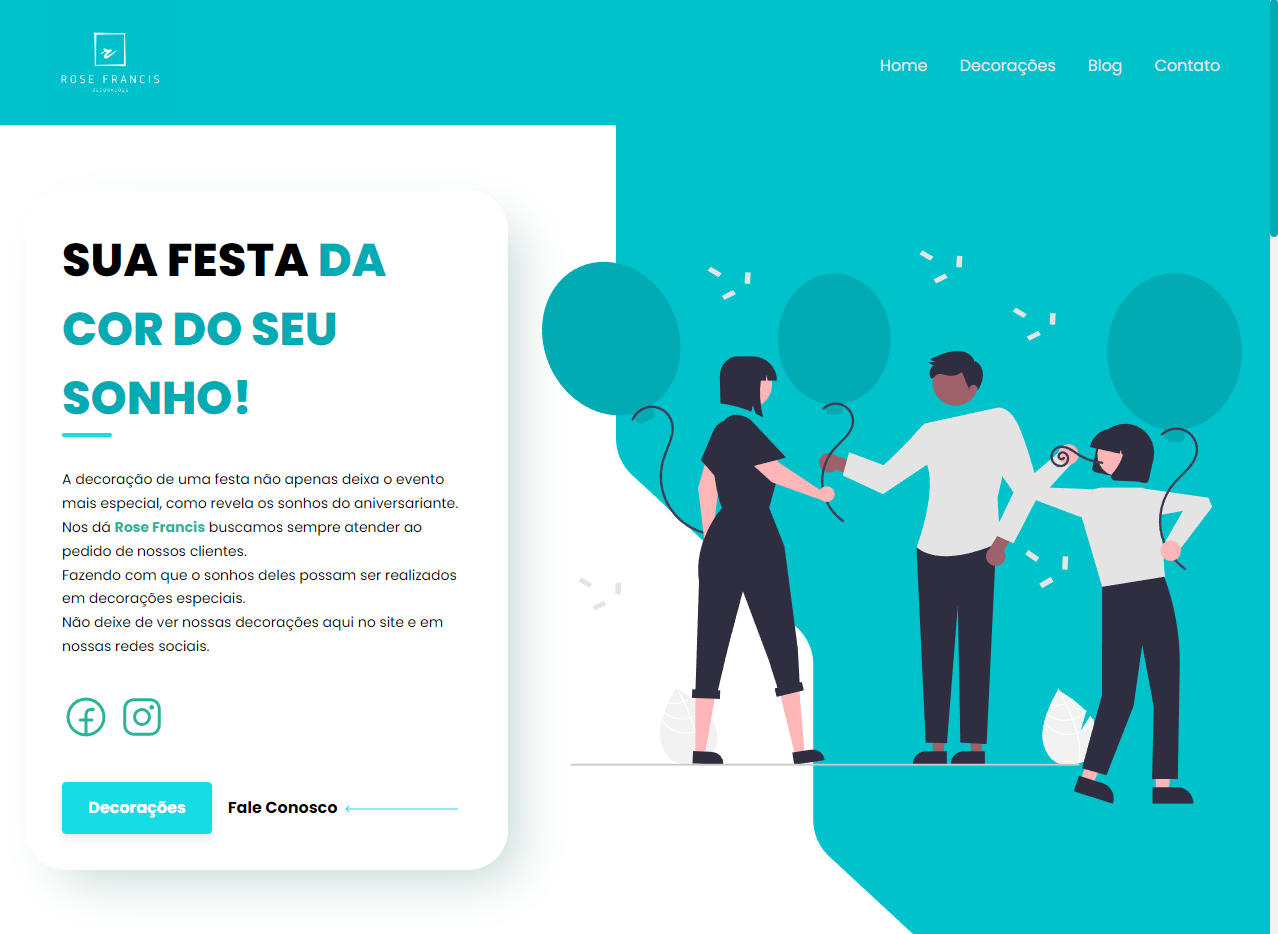 ROSE FRANCIS
DECORAÇÕES
Home Decorações Blog Contato
SUA FESTA DA
COR DO SEU
SONHO!
A decoração de uma festa não apenas deixa o evento
mais especial, como revela os sonhos do aniversariante.
Nos dá Rose Francis buscamos sempre atender ao
pedido de nossos clientes.
Fazendo com que o sonhos deles possam ser realizados
em decorações especiais.
Não deixe de ver nossas decorações aqui no site e em
nossas redes sociais.
Decorações Fale Conosco